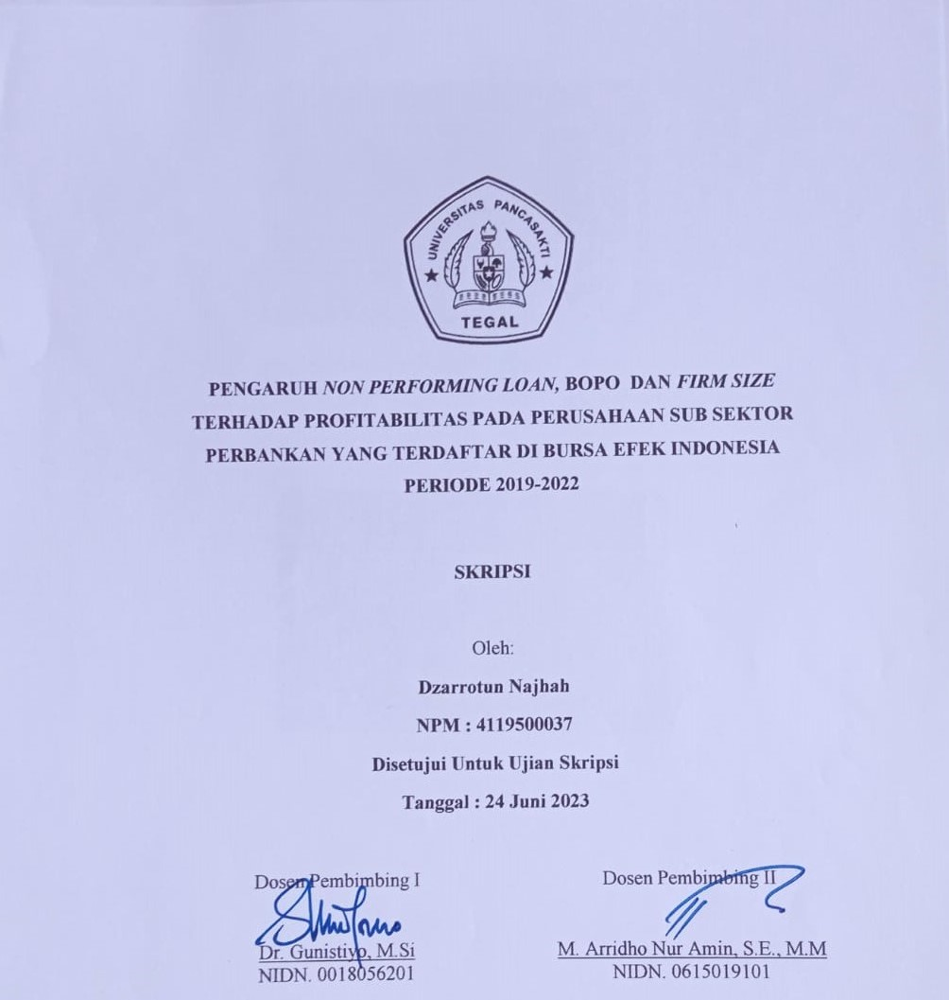 UNIVERSITAS PANCASAKTI
TEGAL
PENGARUH NON PERFORMING LOAN, BOPO DAN FIRM SIZE
TERHADAP PROFITABILITAS PADA PERUSAHAAN SUB SEKTOR
PERBANKAN YANG TERDAFTAR DI BURSA EFEK INDONESIA
PERIODE 2019-2022
SKRIPSI
Oleh:
Dzarrotun Najhah
NPM : 4119500037
Disetujui Untuk Ujian Skripsi
Tanggal : 24 Juni 2023
Dosen Pembimbing I
Dosen Pembimbing II
Dr. Gunistiyo, M.Si
M. Arridho Nur Amin, S.E., M.M
NIDN. 0018056201
NIDN. 0615019101